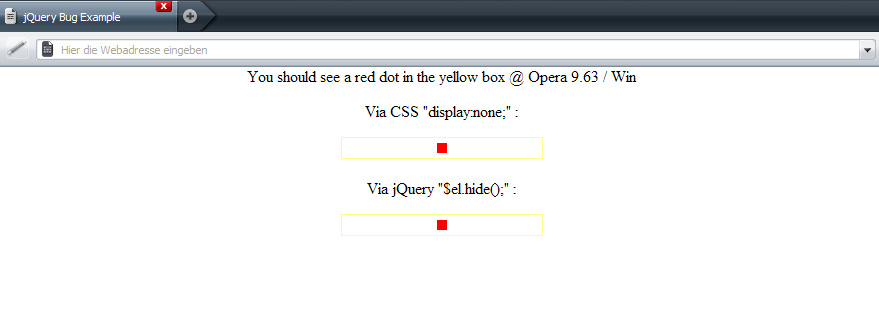 jQuery Bug Example
Hier die Webadresse eingeben
You should see a red dot in the yellow box @ Opera 9.63 / Win
Via CSS "display:none;" :
Via jQuery "$el.hide();" :